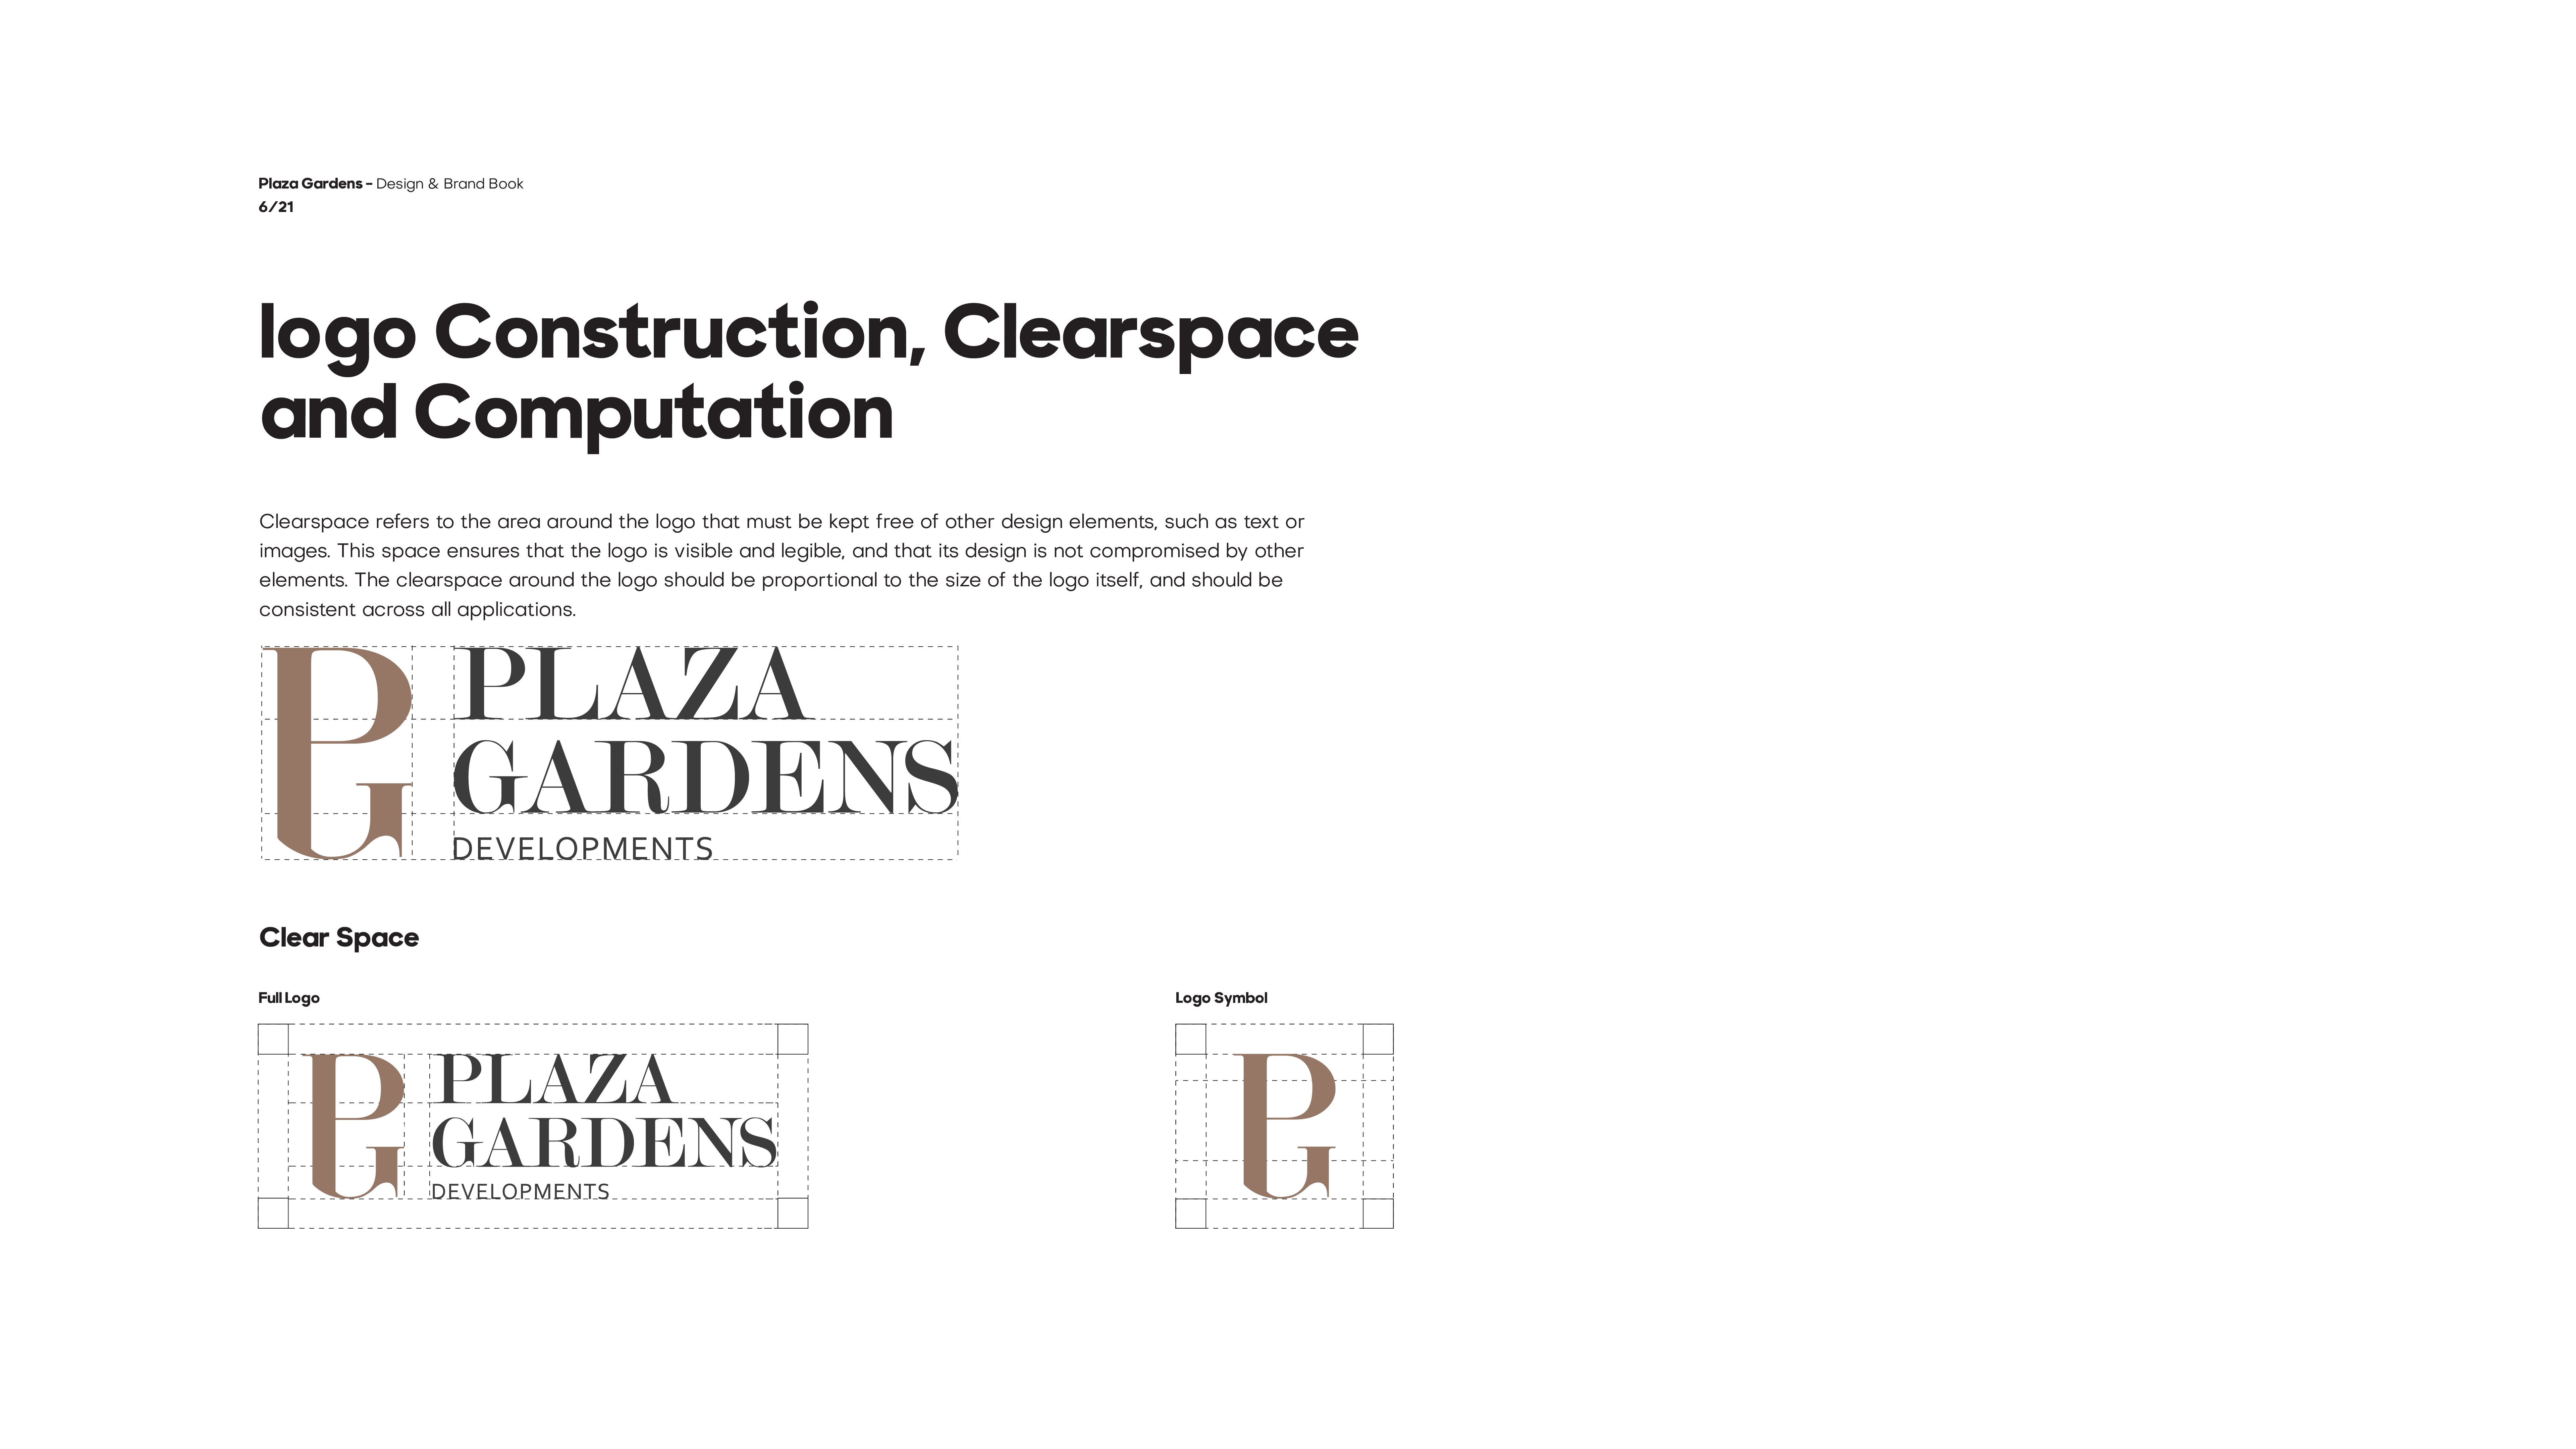 Plaza Gardens - Design & Brand Book
6/21
logo Construction, Clearspace
and Computation
Clearspace refers to the area around the logo that must be kept free of other design elements, such as text or
images. This space ensures that the logo is visible and legible, and that its design is not compromised by other
elements. The clearspace around the logo should be proportional to the size of the logo itself, and should be
consistent across all applications.
PG
PLAZA
GARDENS
DEVELOPMENTS
Clear Space
Full Logo
PG
PLAZA
GARDENS
DEVELOPMENTS
Logo Symbol
PG